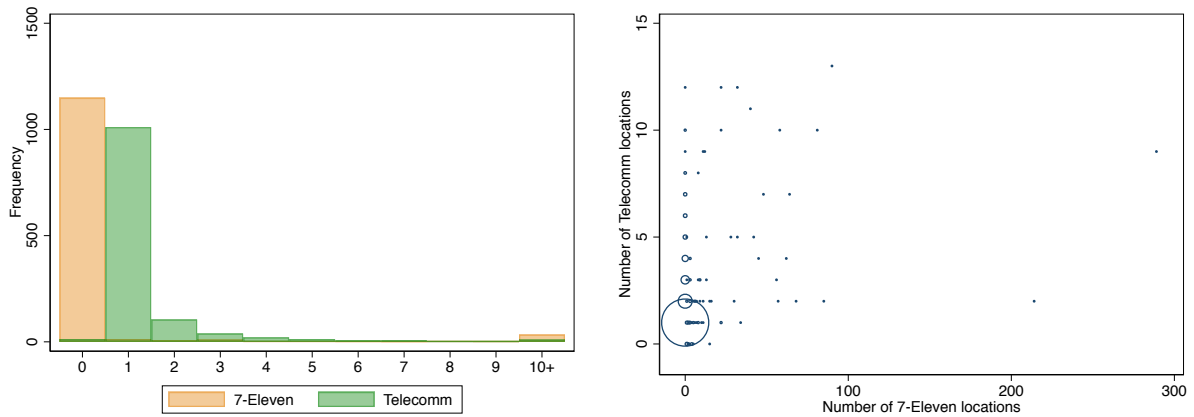 1500
1000
500
0
Frequency
0 1 2 3 4 5 6 7 8 9 10+
7-Eleven Telecomm
15
10
5
0
Number of Telecomm locations
0 100 200 300
Number of 7-Eleven locations